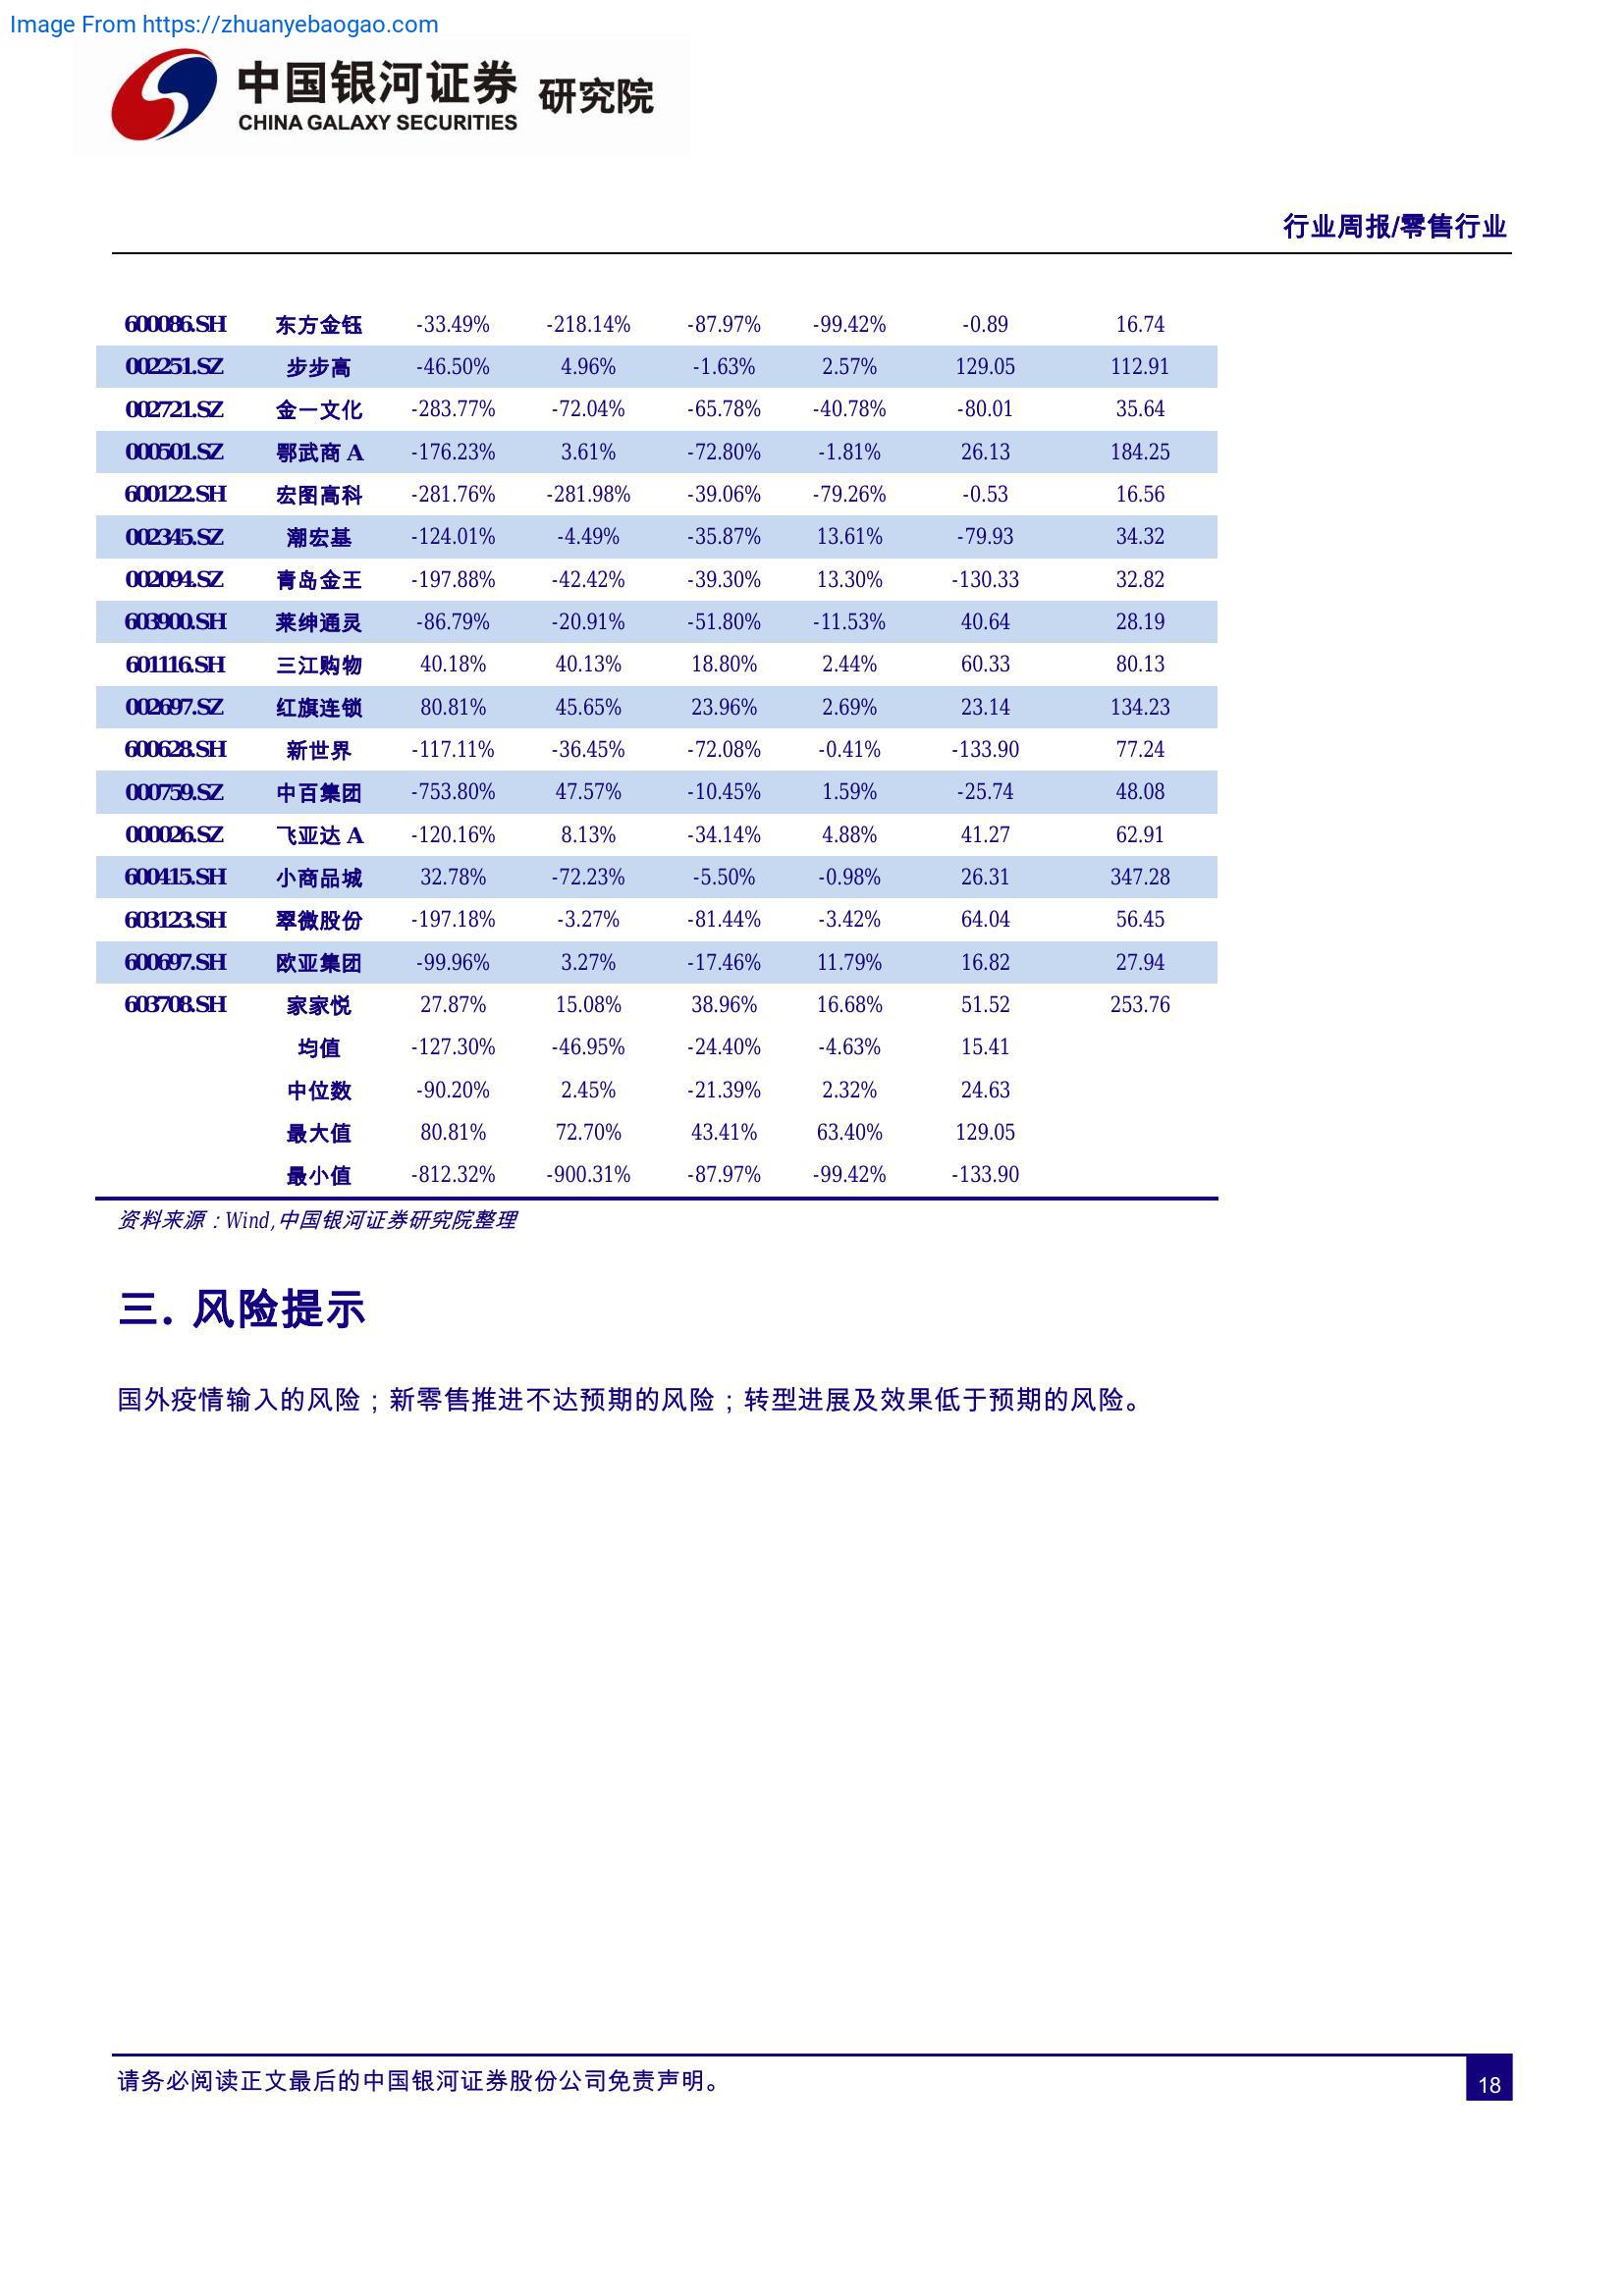 Image From https://zhuanyebaogao.com
中国银河证券 研究院
CHINA GALAXY SECURITIES
行业周报/零售行业
600086.SH 东方金钰 -33.49% -218.14% -87.97% -99.42% -0.89 16.74
002251.SZ 步步高 -46.50% 4.96% -1.63% 2.57% 129.05 112.91
002721.SZ 金一文化 -283.77% -72.04% -65.78% -40.78% -80.01 35.64
000501.SZ 鄂武商 A -176.23% 3.61% -72.80% -1.81% 26.13 184.25
600122.SH 宏图高科 -281.76% -281.98% -39.06% -79.26% -0.53 16.56
002345.SZ 潮宏基 -124.01% -4.49% -35.87% 13.61% -79.93 34.32
002094.SZ 青岛金王 -197.88% -42.42% -39.30% 13.30% -130.33 32.82
603900.SH 莱绅通灵 -86.79% -20.91% -51.80% -11.53% 40.64 28.19
601116.SH 三江购物 40.18% 40.13% 18.80% 2.44% 60.33 80.13
002697.SZ 红旗连锁 80.81% 45.65% 23.96% 2.69% 23.14 134.23
600628.SH 新世界 -117.11% -36.45% -72.08% -0.41% -133.90 77.24
000759.SZ 中百集团 -753.80% 47.57% -10.45% 1.59% -25.74 48.08
000026.SZ 飞亚达 A -120.16% 8.13% -34.14% 4.88% 41.27 62.91
600415.SH 小商品城 32.78% -72.23% -5.50% -0.98% 26.31 347.28
603123.SH 翠微股份 -197.18% -3.27% -81.44% -3.42% 64.04 56.45
600697.SH 欧亚集团 -99.96% 3.27% -17.46% 11.79% 16.82 27.94
603708.SH 家家悦 27.87% 15.08% 38.96% 16.68% 51.52 253.76
均值 -127.30% -46.95% -24.40% -4.63% 15.41
中位数 -90.20% 2.45% -21.39% 2.32% 24.63
最大值 80.81% 72.70% 43.41% 63.40% 129.05
最小值 -812.32% -900.31% -87.97% -99.42% -133.90
资料来源：Wind,中国银河证券研究院整理
三. 风险提示
国外疫情输入的风险；新零售推进不达预期的风险；转型进展及效果低于预期的风险。
请务必阅读正文最后的中国银河证券股份公司免责声明。
18